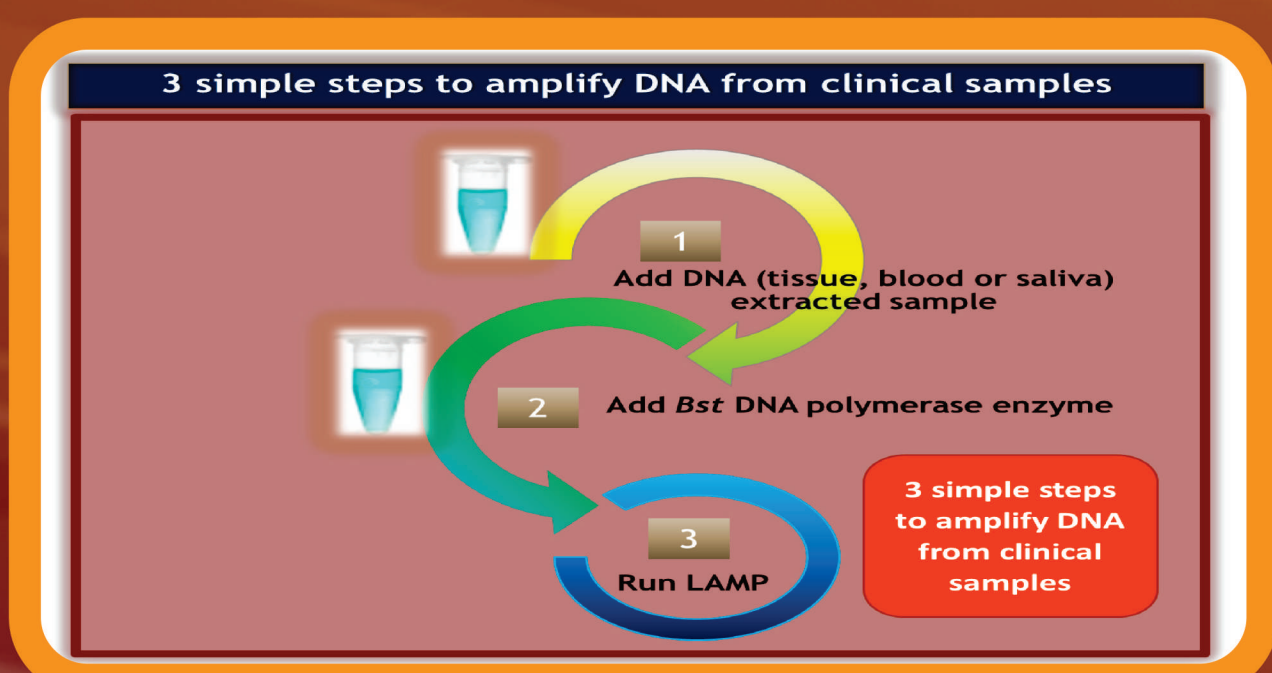 3 simple steps to amplify DNA from clinical samples
1
Add DNA (tissue, blood or saliva)
extracted sample
2
Add Bst DNA polymerase enzyme
3
Run LAMP
3 simple steps
to amplify DNA
from clinical
samples